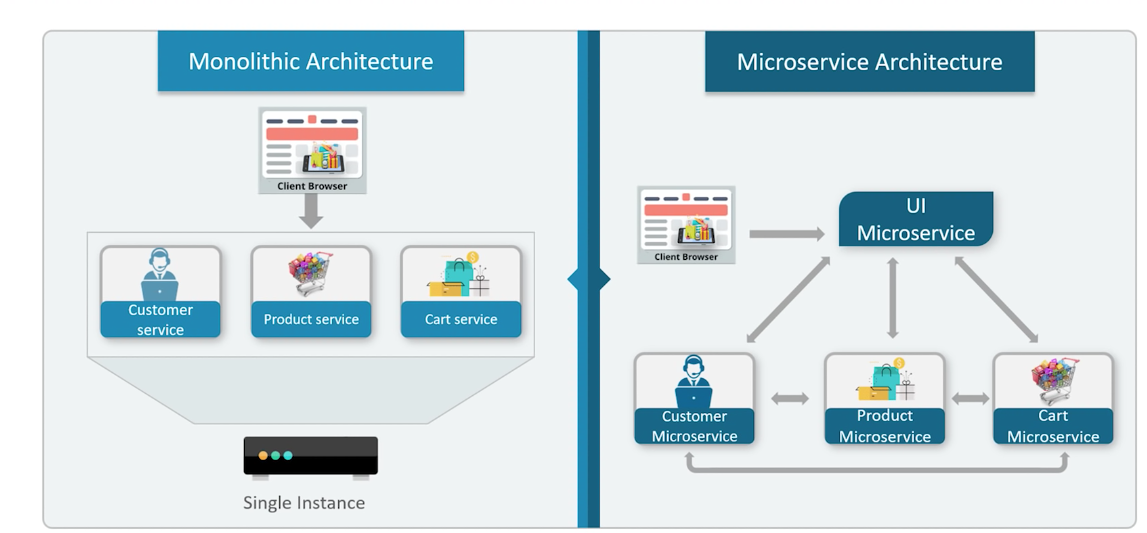 Monolithic Architecture
Client Browser
Customer
service
Product service
Cart service
Single Instance
Microservice Architecture
Client Browser
UI
Microservice
Customer
Microservice
Product
Microservice
Cart
Microservice